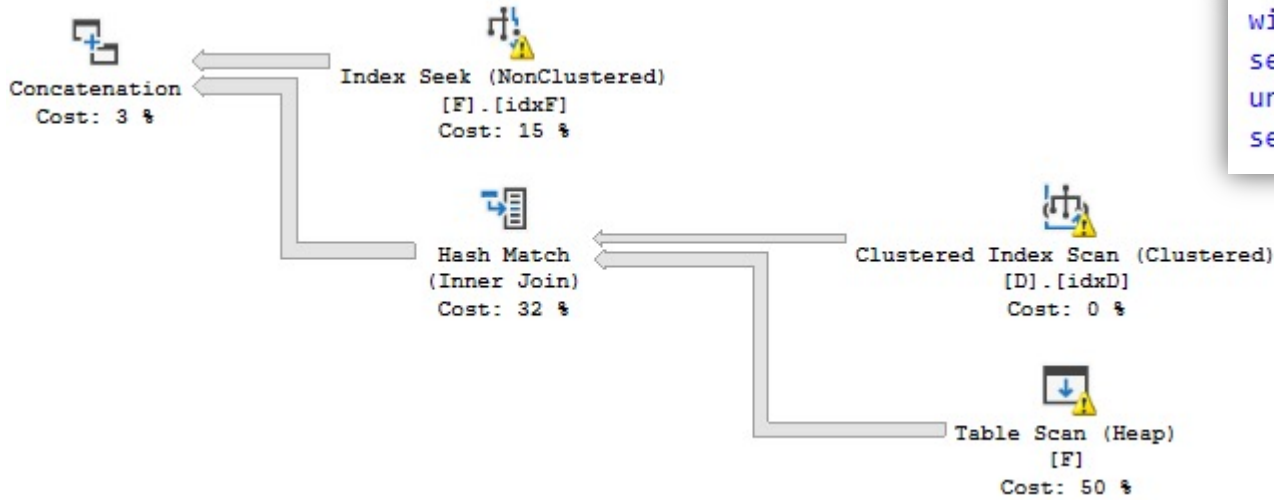 Concatenation
Cost: 3 %
Index Seek (NonClustered)
[F].[idxF]
Cost: 15 %
Hash Match
(Inner Join)
Cost: 32 %
Clustered Index Scan (Clustered)
[D].[idxD]
Cost: 0 %
Table Scan (Heap)
[F]
Cost: 50 %